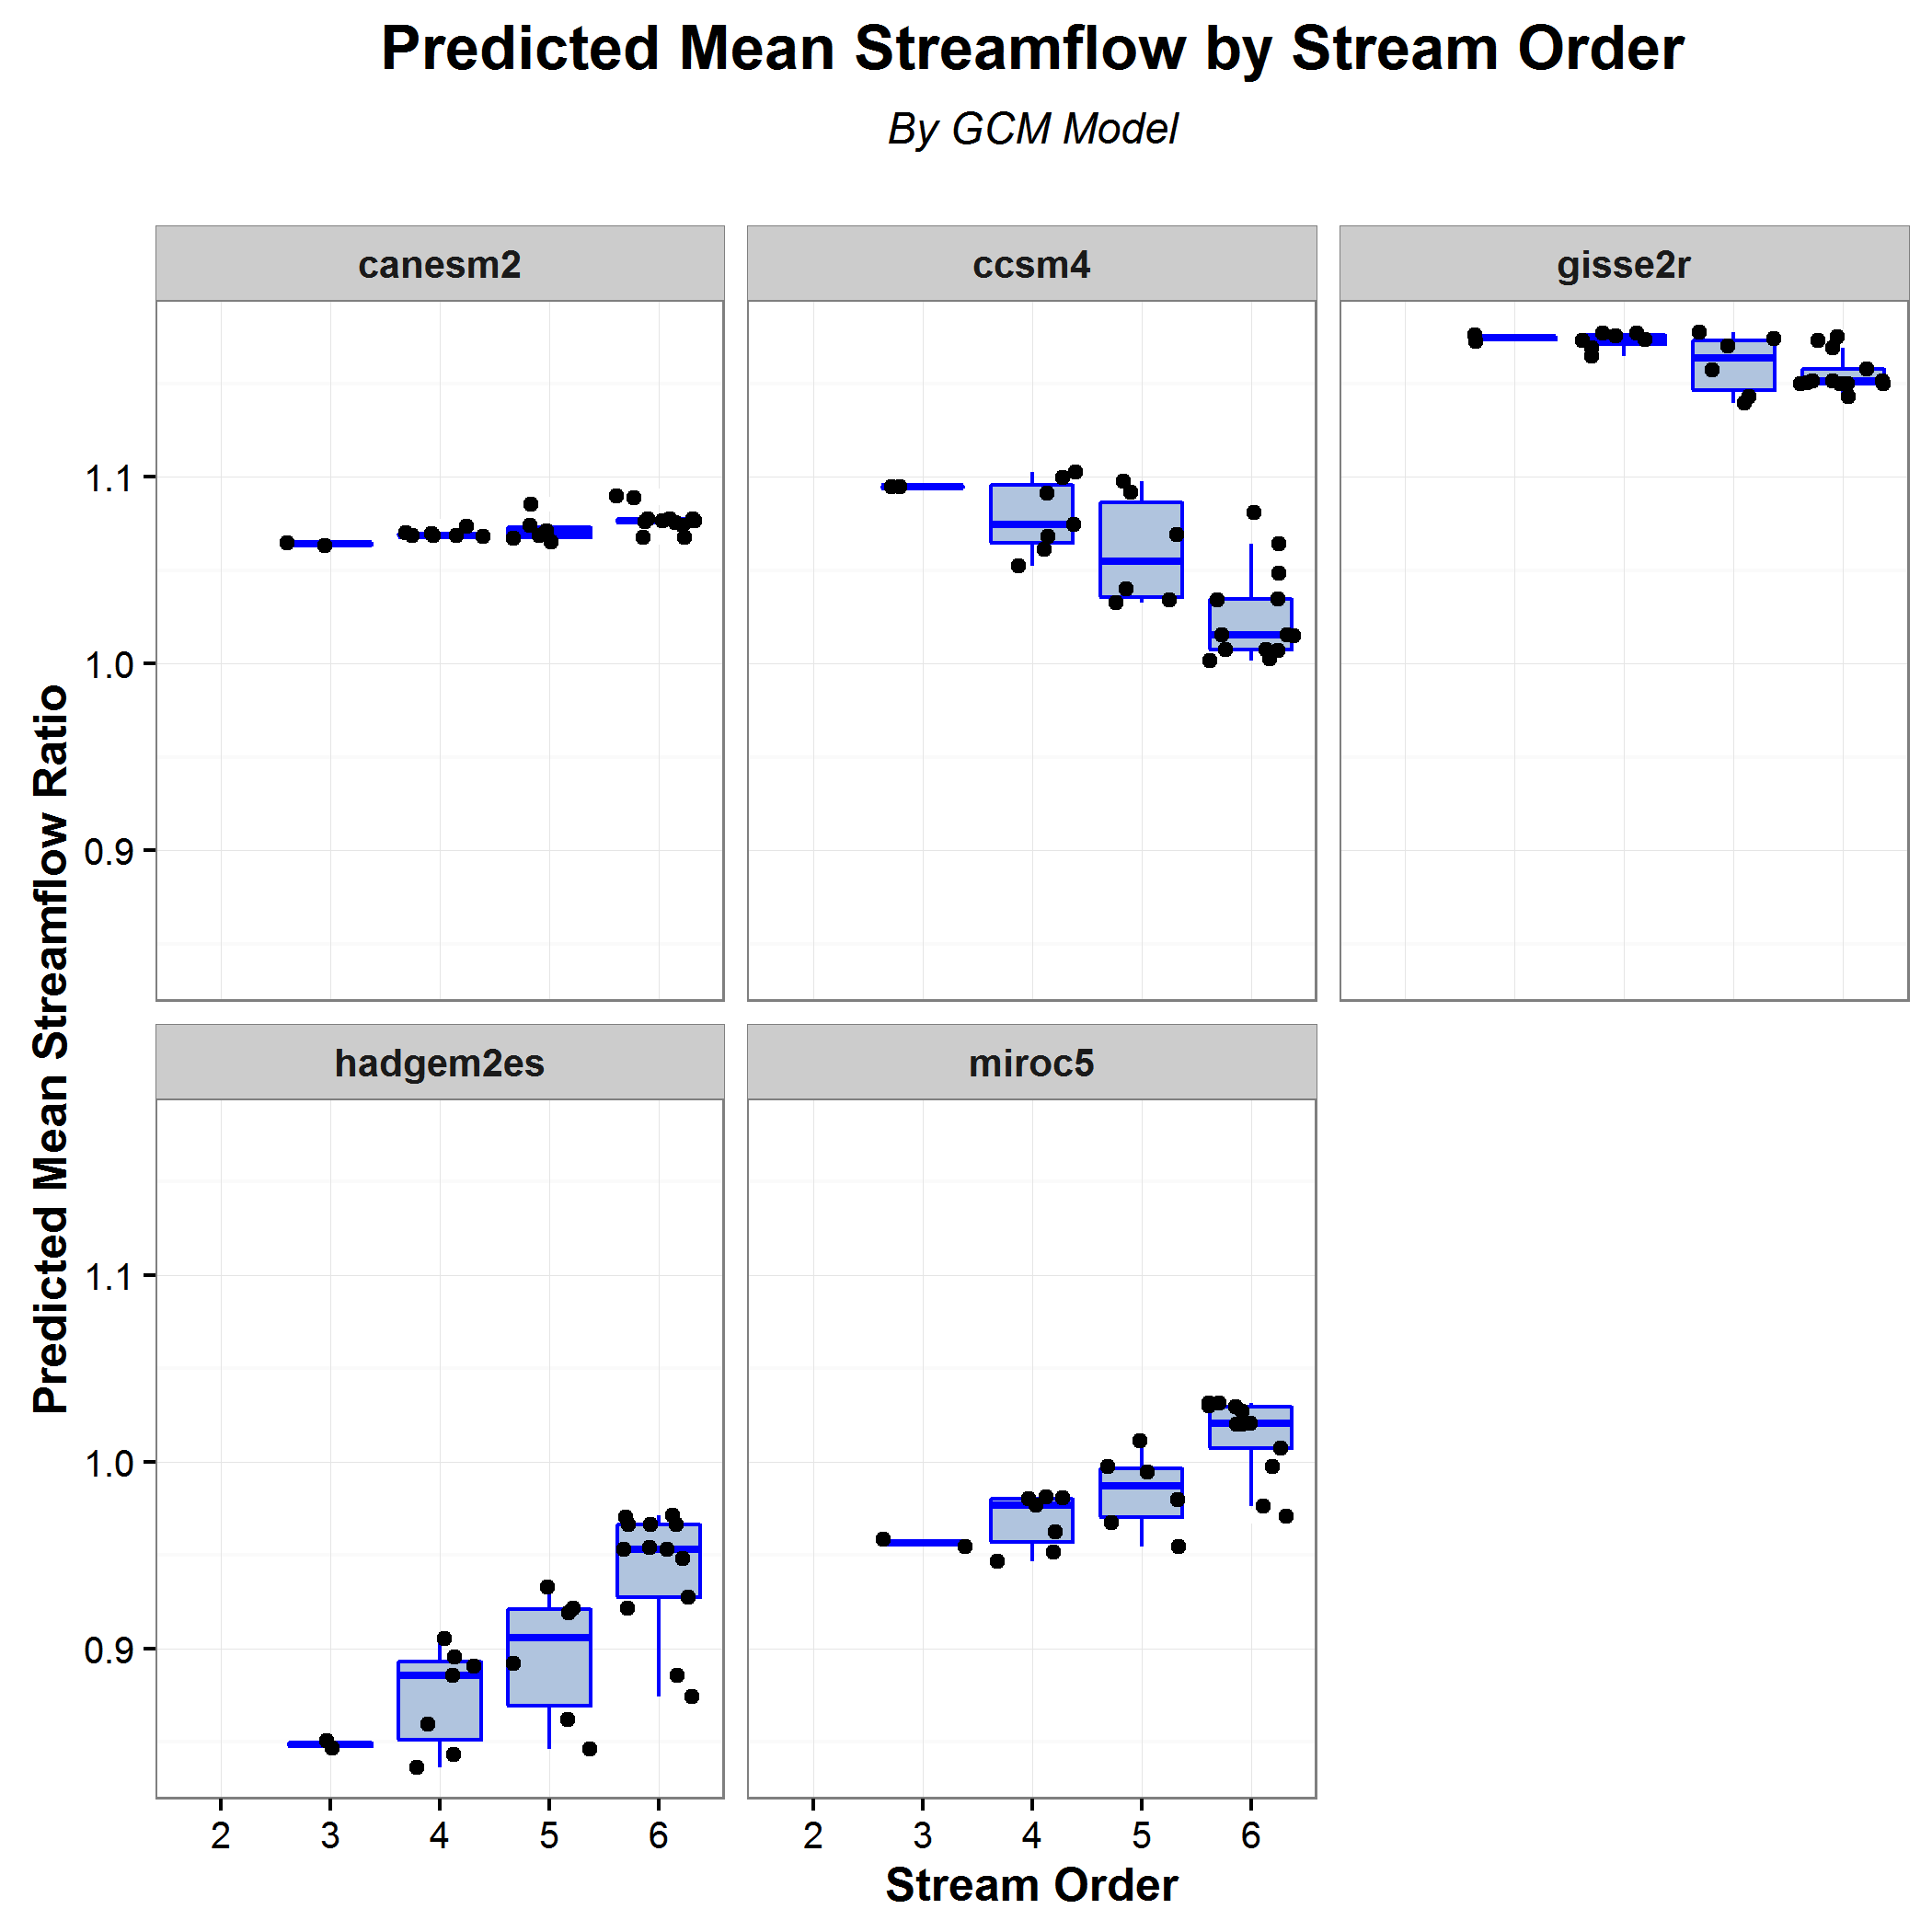 Predicted Mean Streamflow by Stream Order
By GCM Model
canesm2
ccsm4
gisse2r
1.1
1.0
0.9
Predicted Mean Streamflow Ratio
hadgem2es
miroc5
1.1
1.0
0.9
2 3 4 5 6
2 3 4 5 6
Stream Order